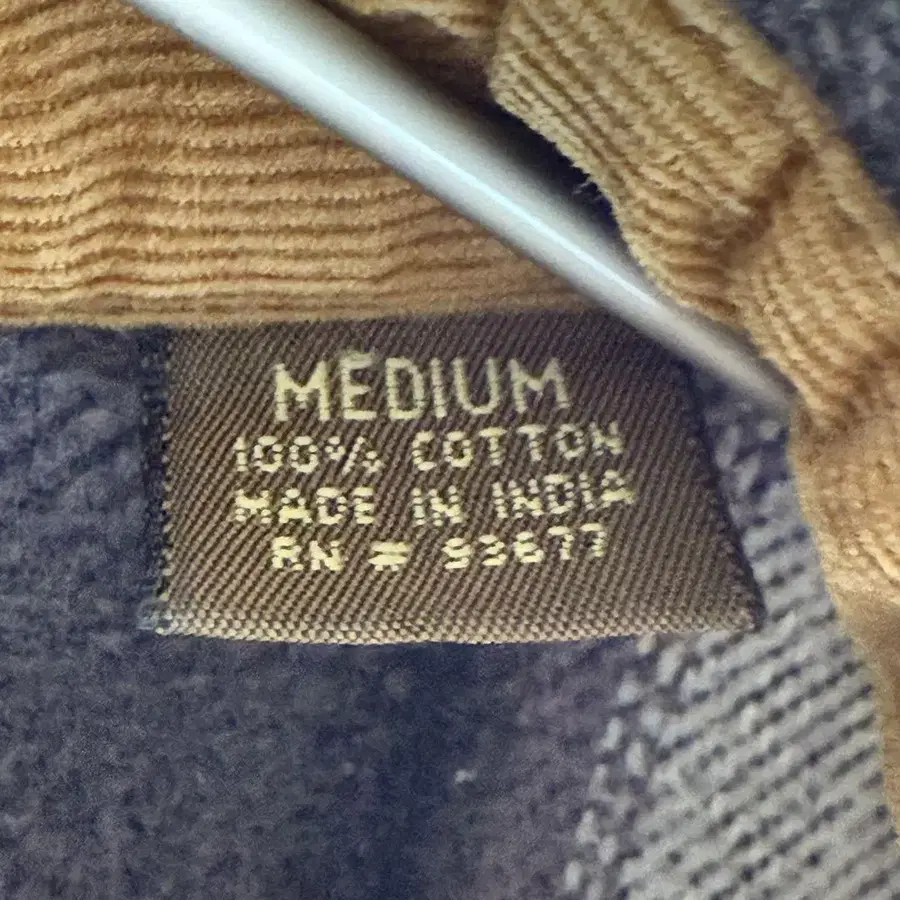 MEDIUM
100% COTTON
MADE IN INDIA
RN # 93677